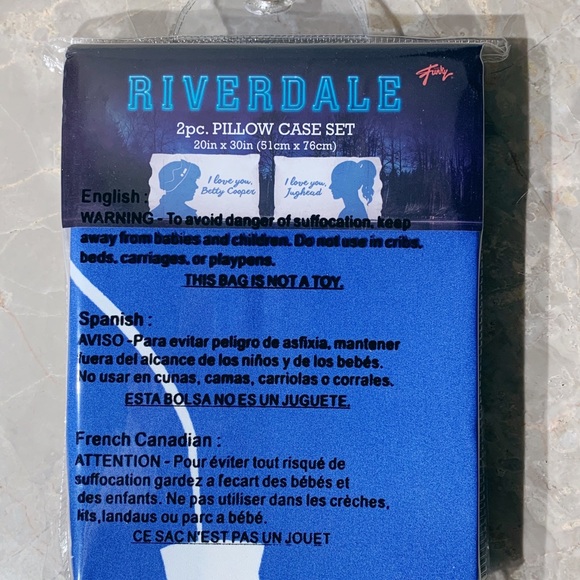 RIVERDALE
Funky
2pc. PILLOW CASE SET
20in x 30in (51cm x 76cm)
I love you,
Betty Cooper
I love you,
Jughead
English :
WARNING - To avoid danger of suffocation, keep
away from babies and children. Do not use in cribs,
beds, carriages, or playpens.
THIS BAG IS NOT A TOY.
Spanish :
AVISO -Para evitar peligro de asfixia, mantener
fuera del alcance de los niños y de los bebés.
No usar en cunas, camas, carriolas o corrales.
ESTA BOLSA NO ES UN JUGUETE.
French Canadian :
ATTENTION - Pour éviter tout risqué de
suffocation gardez a l'ecart des bébés et
des enfants. Ne pas utiliser dans les crèches,
lits,landaus ou parc a bébé.
CE SAC N'EST PAS UN JOUET